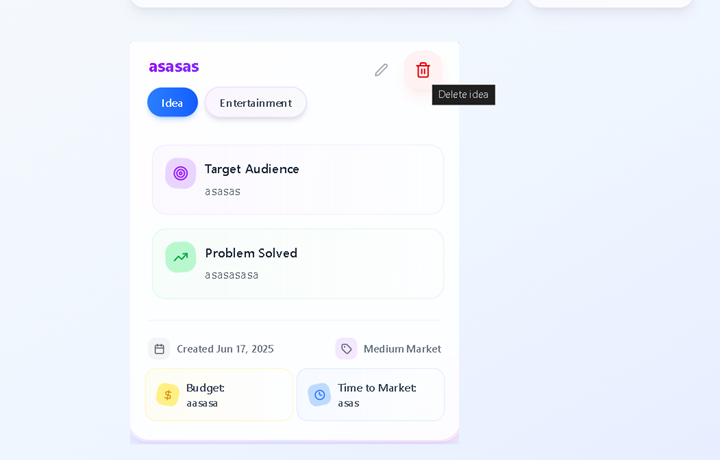 asasas
Delete idea
Idea
Entertainment
Target Audience
asasas
Problem Solved
asasasasa
Created Jun 17, 2025
Medium Market
Budget:
aasasa
Time to Market:
asas